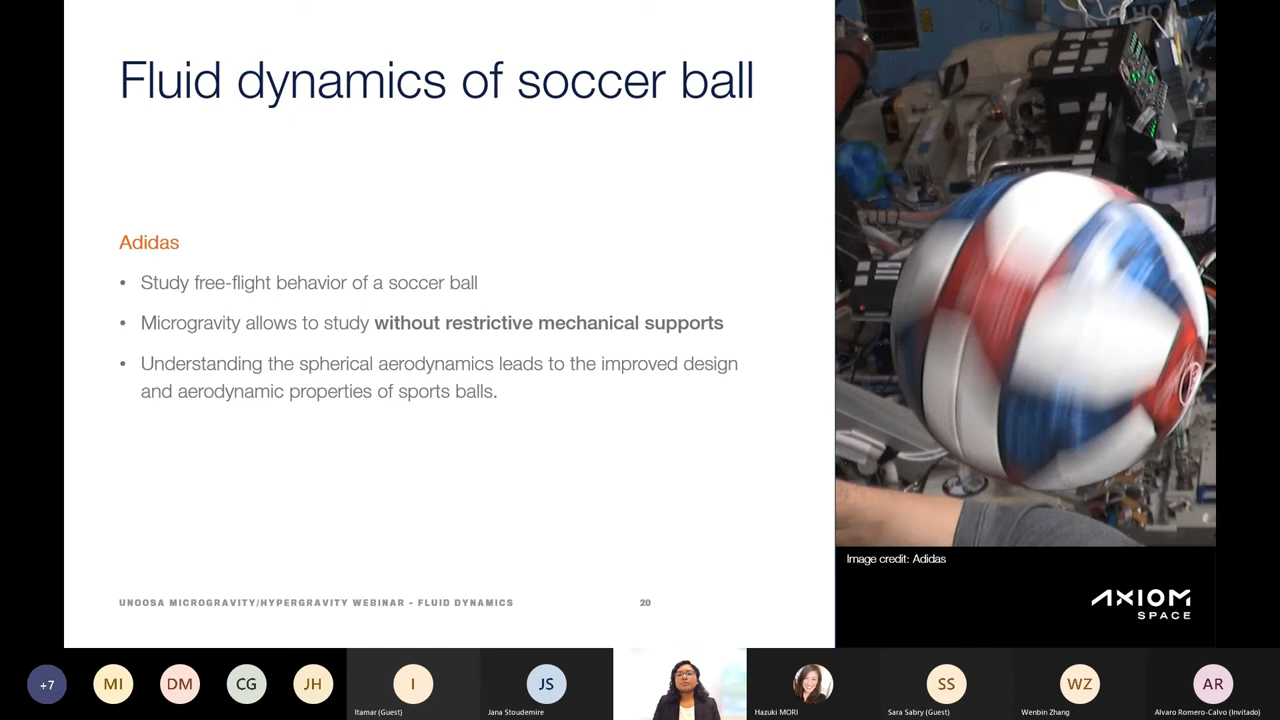 Fluid dynamics of soccer ball
Adidas
• Study free-flight behavior of a soccer ball
• Microgravity allows to study without restrictive mechanical supports
• Understanding the spherical aerodynamics leads to the improved design
and aerodynamic properties of sports balls.
UNOOSA MICROGRAVITY/HYPERGRAVITY WEBINAR - FLUID DYNAMICS
20
Image credit: Adidas
AXIOM
SPACE
+7
MI
DM
CG
JH
I
Itamar (Guest)
JS
Jana Stoudemire
Hazuki MORI
SS
Sara Sabry (Guest)
WZ
Wenbin Zhang
AR
Alvaro Romero-Calvo (Invitado)